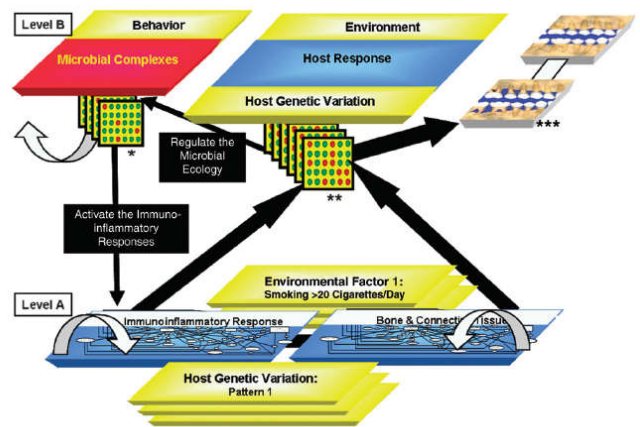 Level B
Behavior
Microbial Complexes
Environment
Host Response
Host Genetic Variation
***
*
Regulate the
Microbial
Ecology
**
Activate the Immuno-
inflammatory
Responses
Environmental Factor 1:
Smoking >20 Cigarettes/Day
Level A
Immunoinflammatory Response
Bone & Connecti Tissue
Host Genetic Variation:
Pattern 1